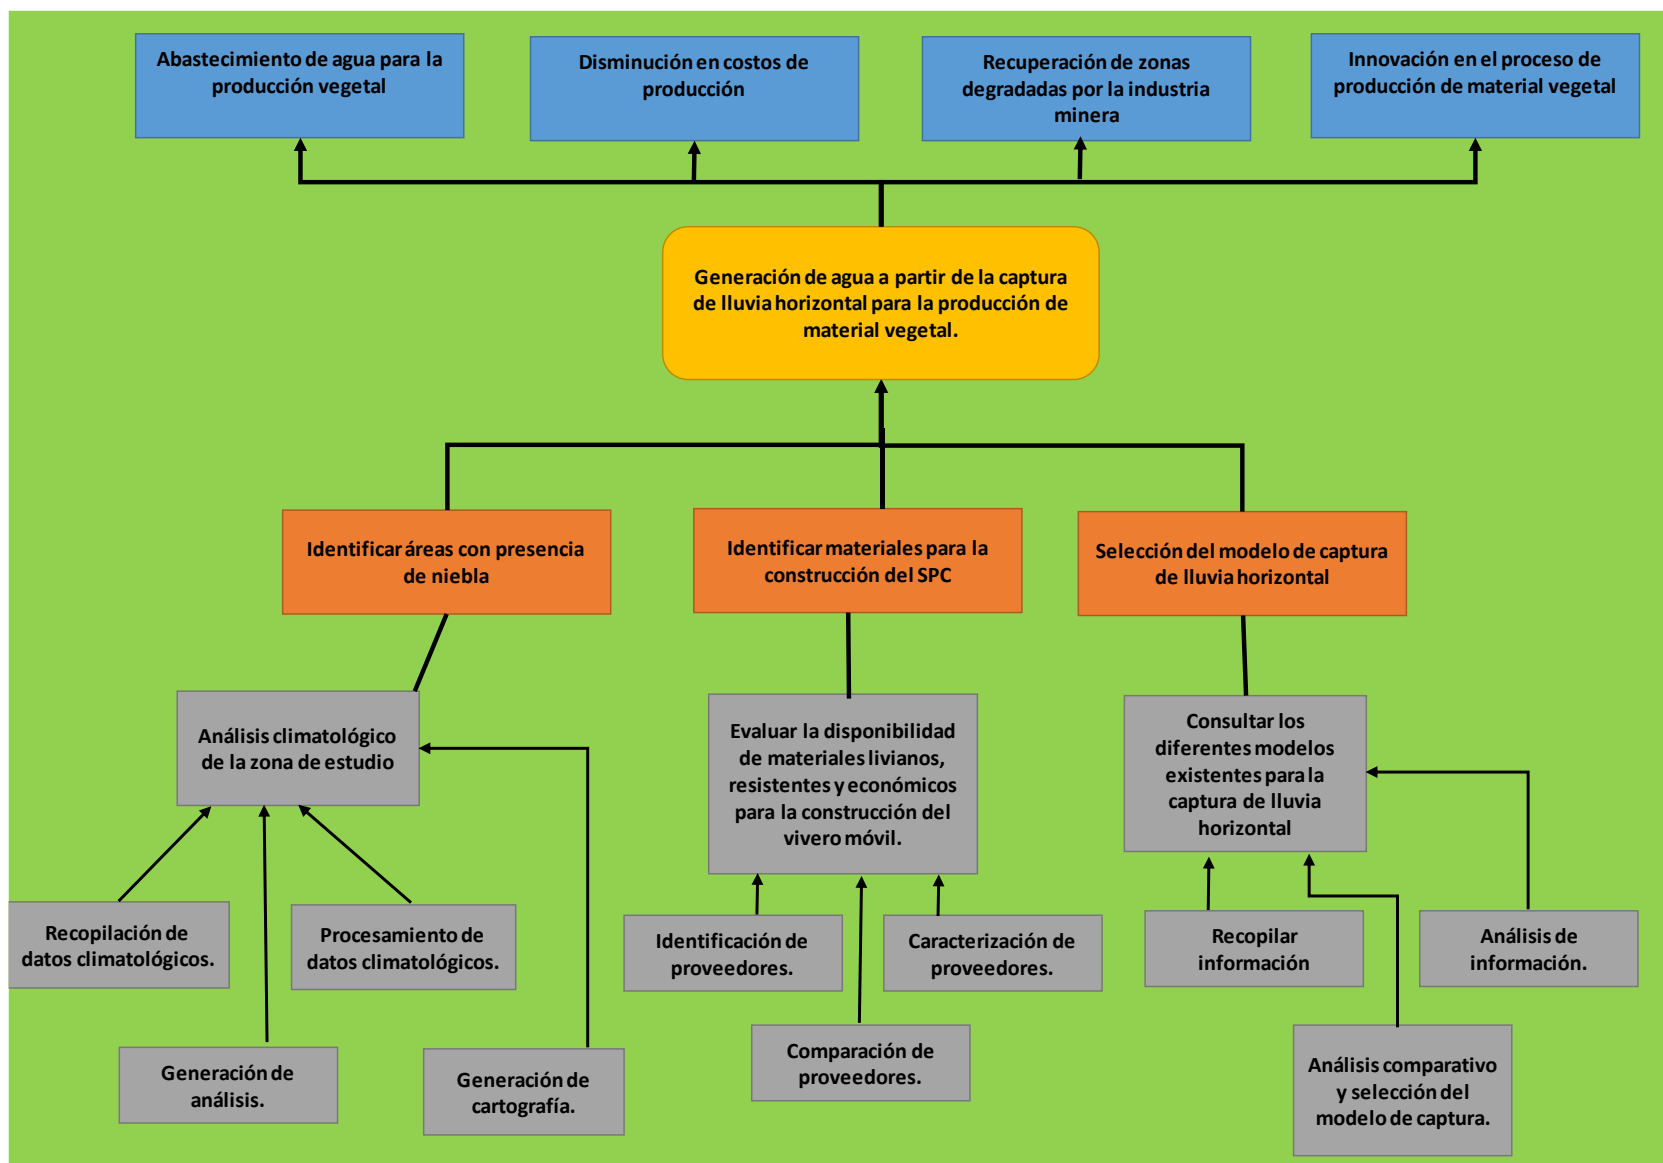 Abastecimiento de agua para la
producción vegetal
Disminución en costos de
producción
Recuperación de zonas
degradadas por la industria
minera
Innovación en el proceso de
producción de material vegetal
Generación de agua a partir de la captura
de lluvia horizontal para la producción de
material vegetal.
Identificar áreas con presencia
de niebla
Identificar materiales para la
construcción del SPC
Selección del modelo de captura
de lluvia horizontal
Análisis climatológico
de la zona de estudio
Evaluar la disponibilidad
de materiales livianos,
resistentes y económicos
para la construcción del
vivero móvil.
Consultar los
diferentes modelos
existentes para la
captura de lluvia
horizontal
Recopilación de
datos climatológicos.
Procesamiento de
datos climatológicos.
Identificación de
proveedores.
Caracterización de
proveedores.
Recopilar
información
Análisis de
información.
Generación de
análisis.
Generación de
cartografía.
Comparación de
proveedores.
Análisis comparativo
y selección del
modelo de captura.